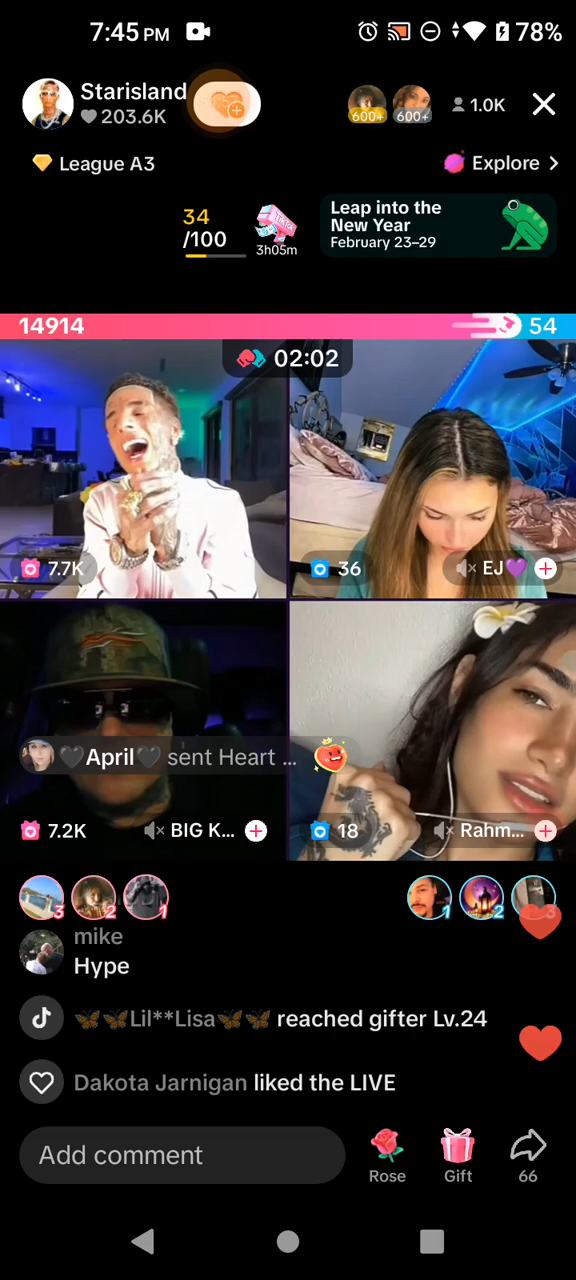 7:45 PM
78%
Starisland
203.6K
600+
600+
1.0K
League A3
Explore
34
/100
TikTok
3h05m
Leap into the
New Year
February 23–29
14914
54
02:02
7.7K
36
EJ💜
🖤April🖤 sent Heart ...
7.2K
BIG K...
18
Rahm...
3
2
1
1
2
3
mike
Hype
🦋🦋Lil**Lisa🦋🦋 reached gifter Lv.24
Dakota Jarnigan liked the LIVE
Add comment
Rose
Gift
66